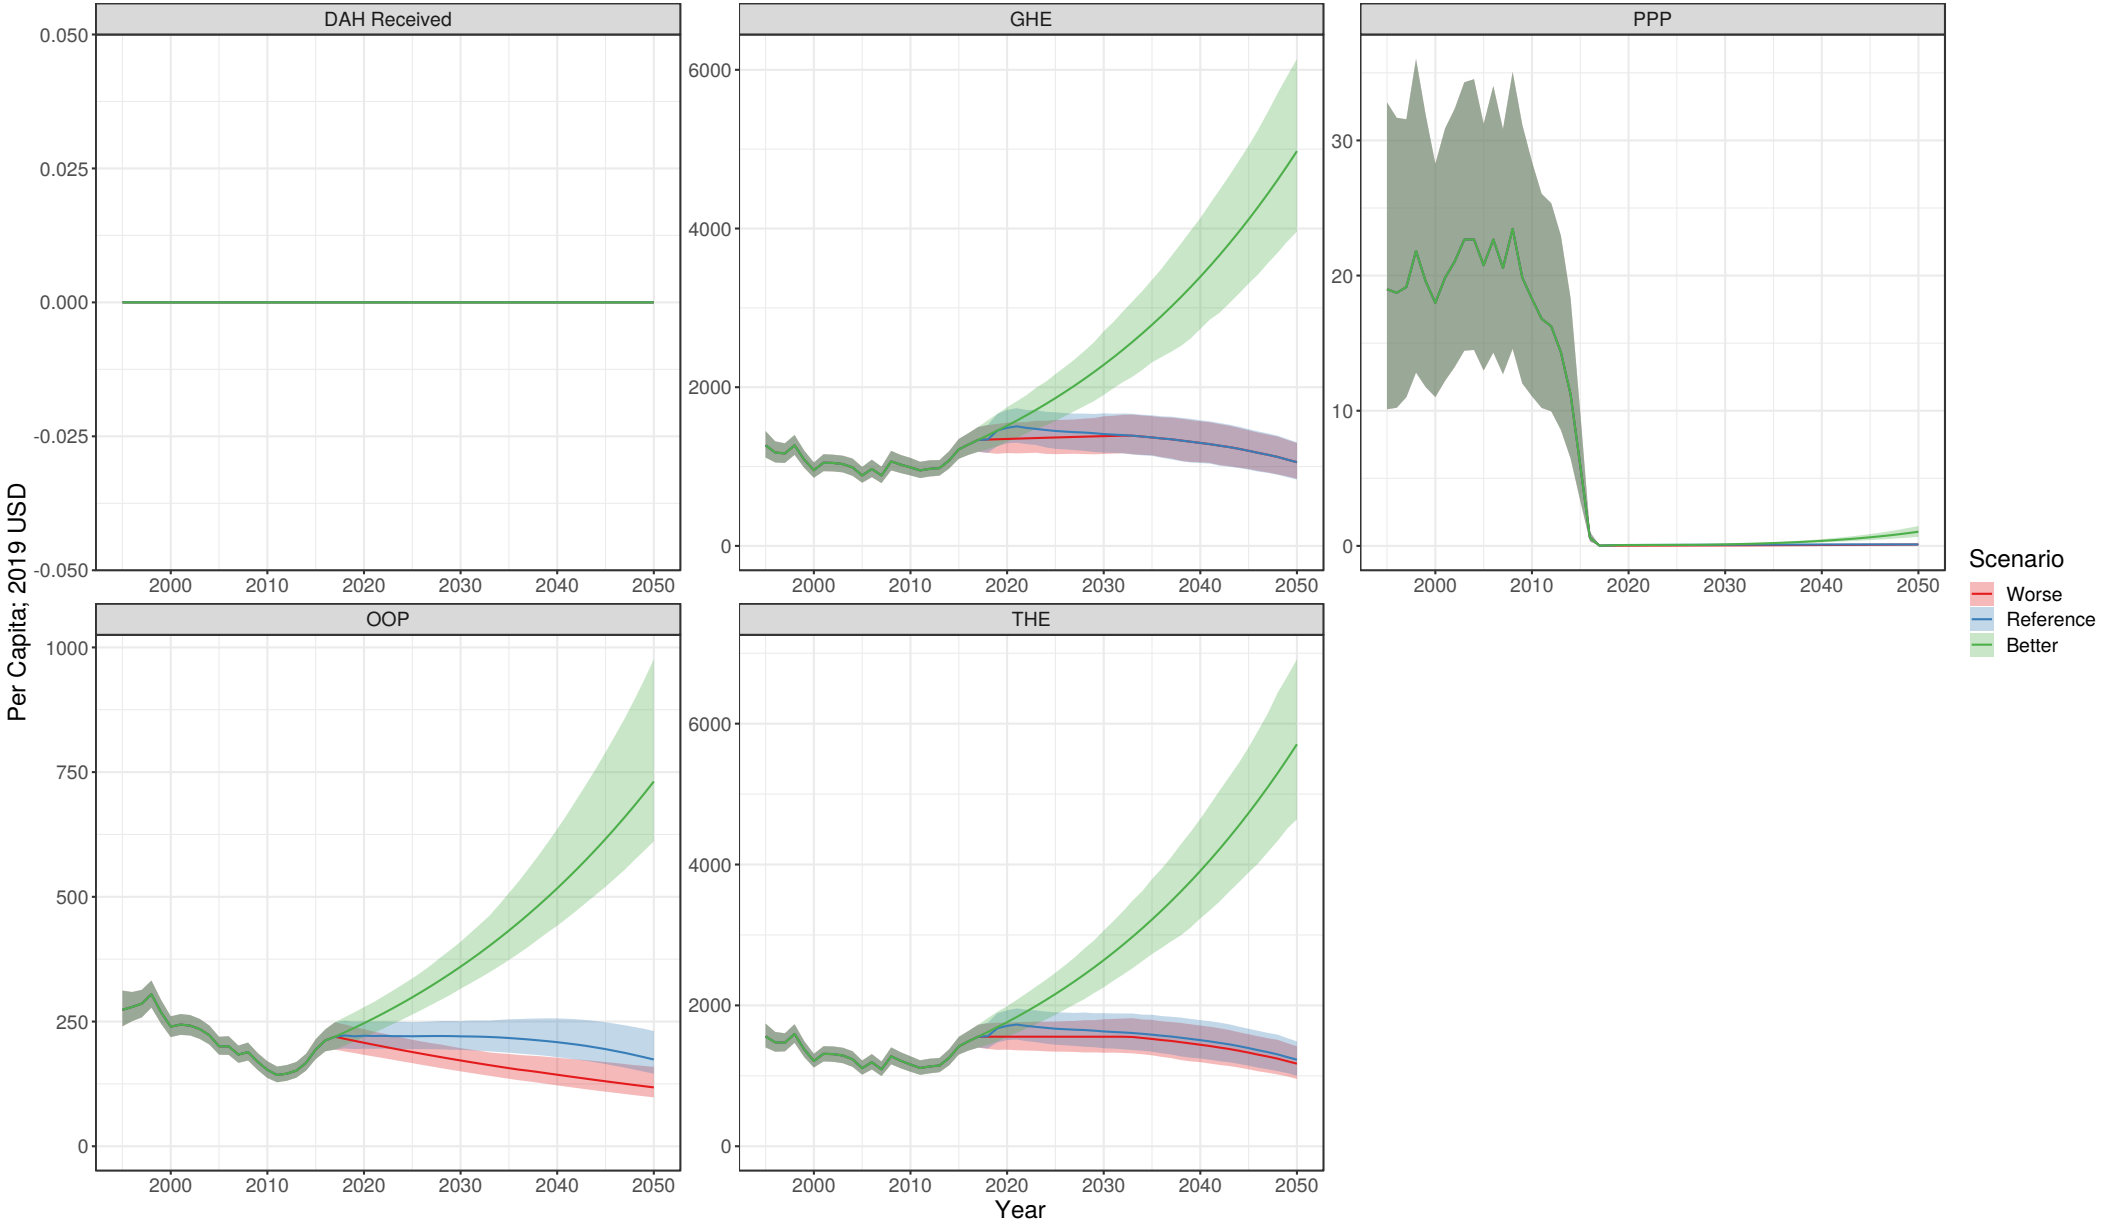 DAH Received
GHE
PPP
0.050
0.025
0.000
-0.025
-0.050
6000
4000
2000
0
30
20
10
0
2000 2010 2020 2030 2040 2050
2000 2010 2020 2030 2040 2050
2000 2010 2020 2030 2040 2050
OOP
THE
1000
750
500
250
0
6000
4000
2000
0
2000 2010 2020 2030 2040 2050
2000 2010 2020 2030 2040 2050
Per Capita; 2019 USD
Year
Scenario
Worse
Reference
Better